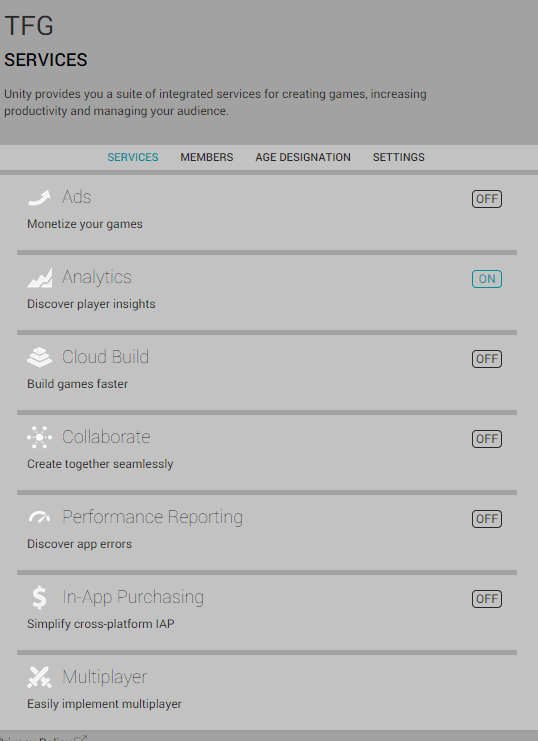 TFG
SERVICES
Unity provides you a suite of integrated services for creating games, increasing
productivity and managing your audience.
SERVICES MEMBERS AGE DESIGNATION SETTINGS
Ads OFF
Monetize your games
Analytics ON
Discover player insights
Cloud Build OFF
Build games faster
Collaborate OFF
Create together seamlessly
Performance Reporting OFF
Discover app errors
In-App Purchasing OFF
Simplify cross-platform IAP
Multiplayer
Easily implement multiplayer